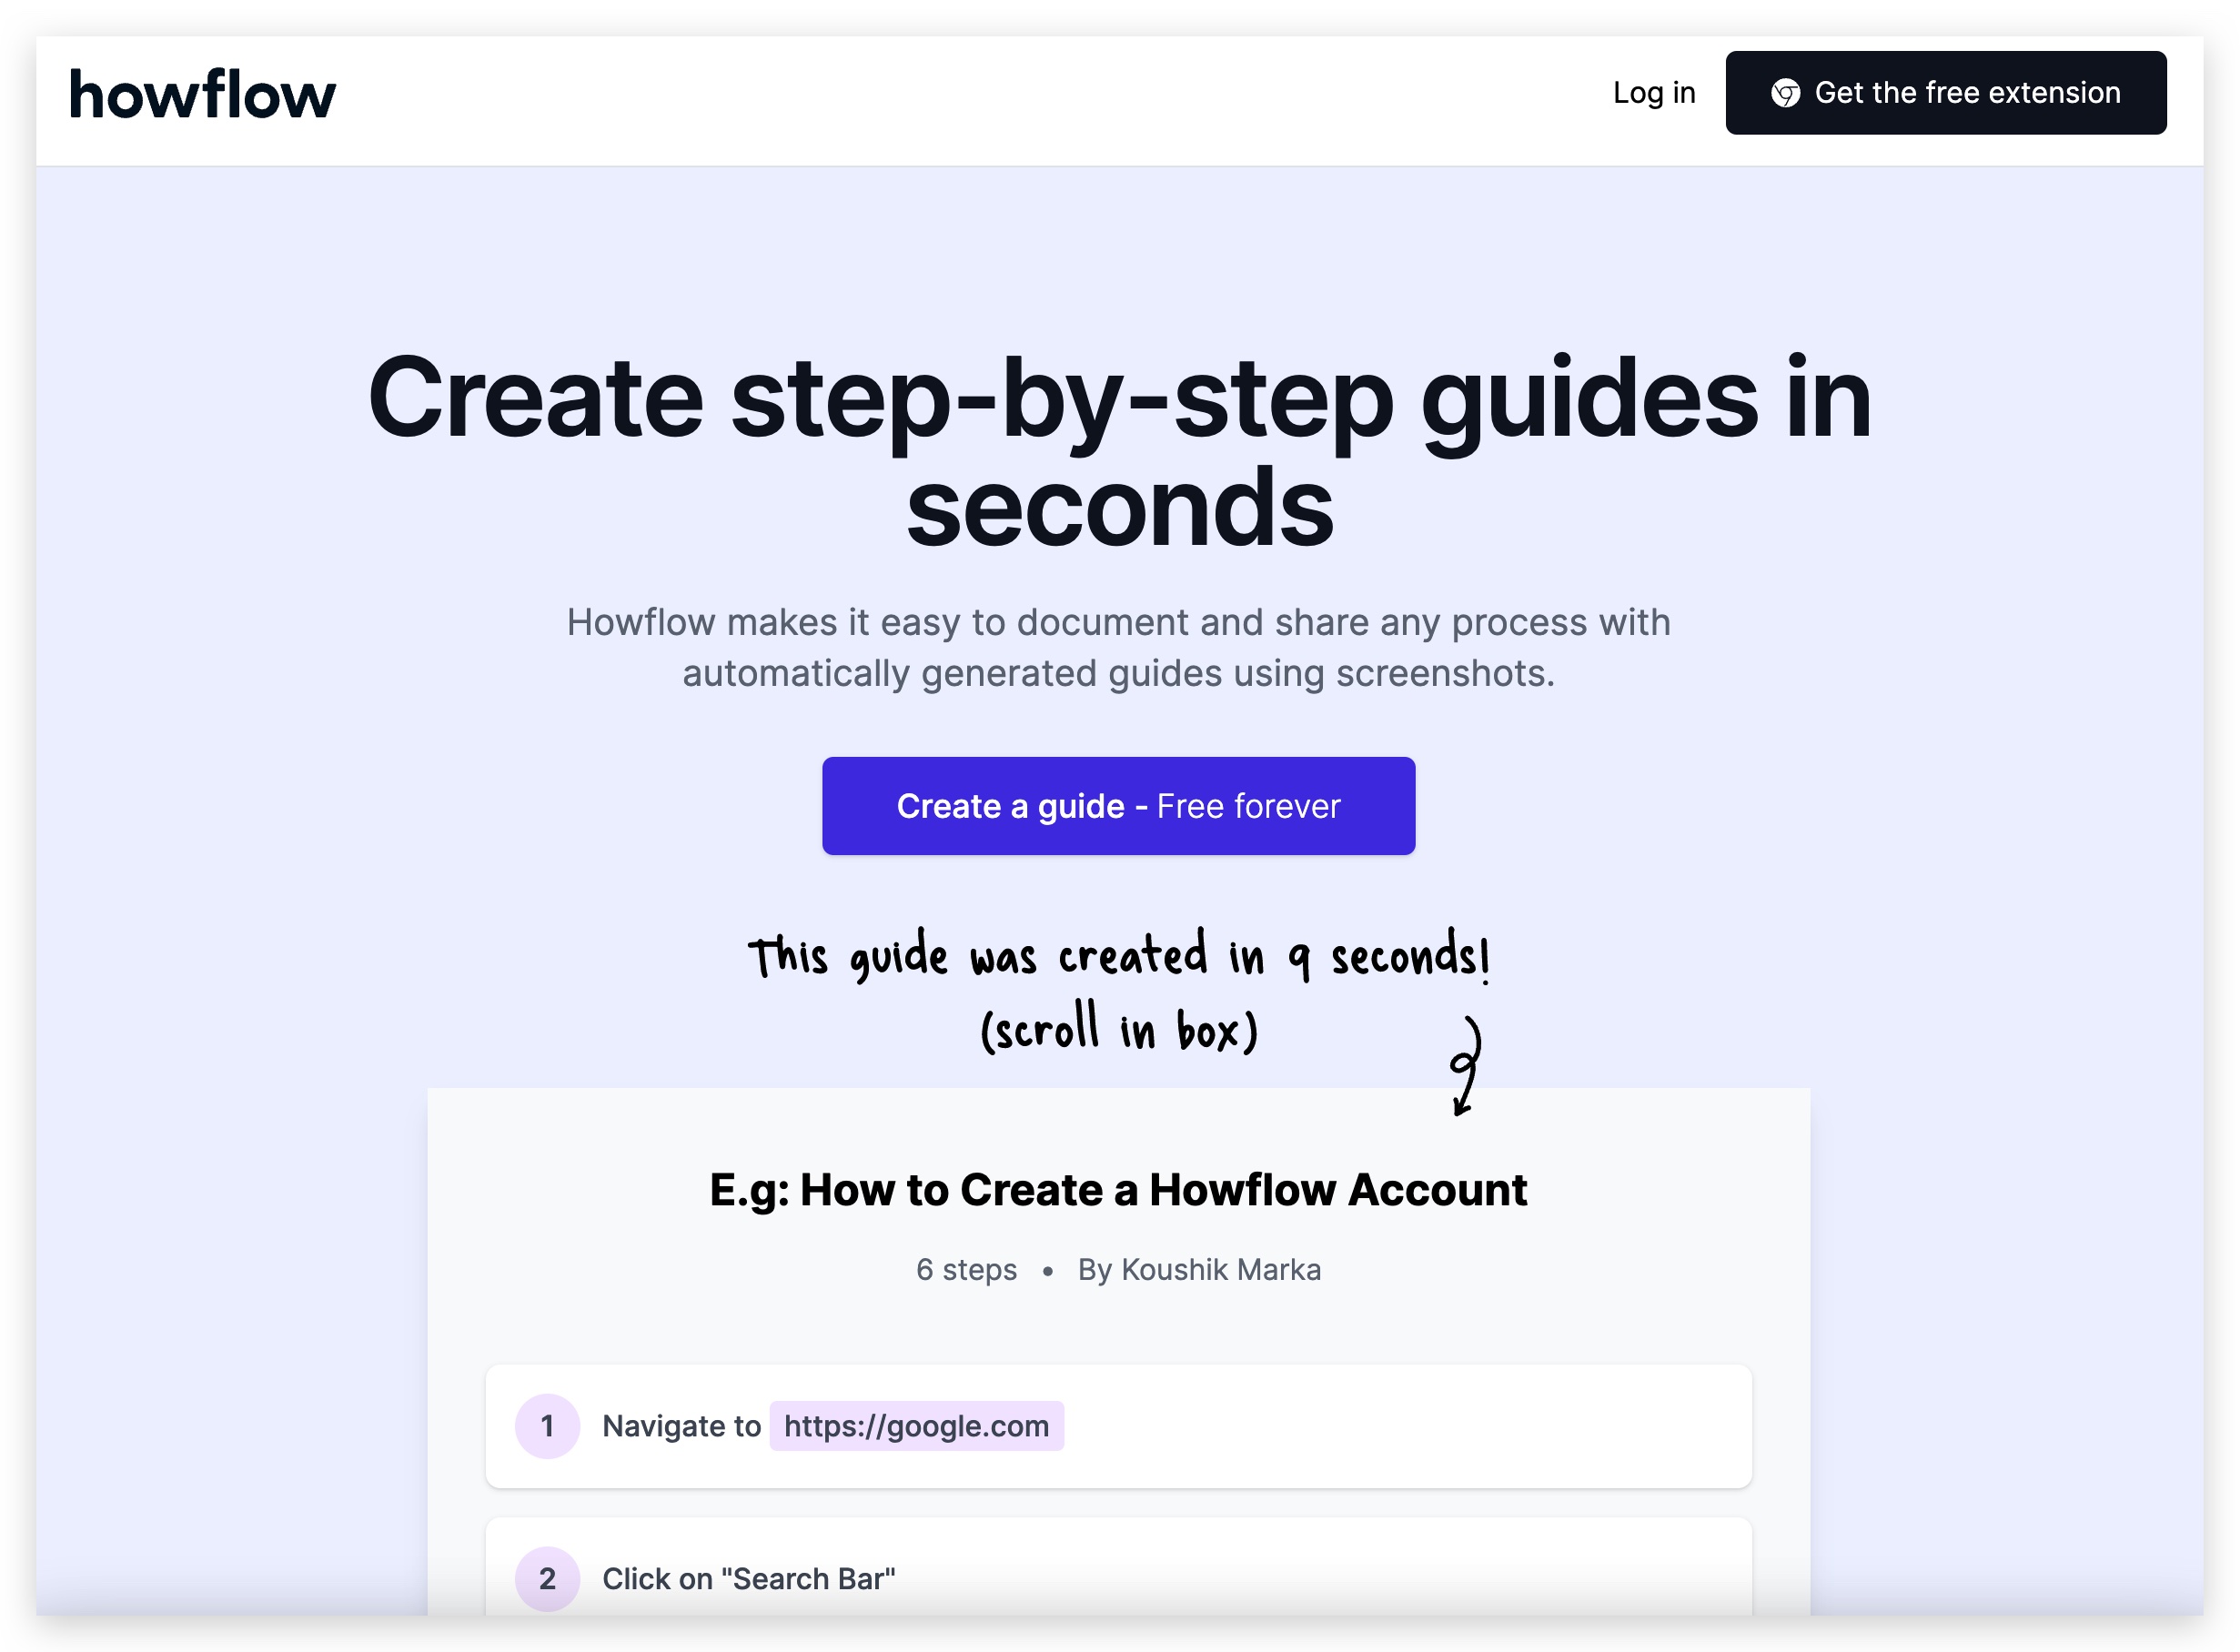 howflow
Log in
Get the free extension
Create step-by-step guides in
seconds
Howflow makes it easy to document and share any process with
automatically generated guides using screenshots.
Create a guide - Free forever
This guide was created in 9 seconds!
(scroll in box)
E.g: How to Create a Howflow Account
6 steps • By Koushik Marka
1 Navigate to https://google.com
2 Click on "Search Bar"